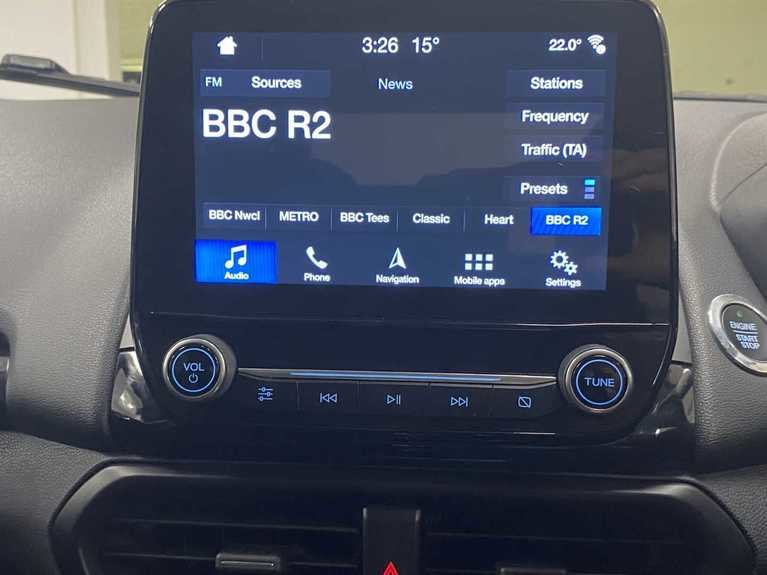 3:26 15° 22.0°
FM Sources News Stations
BBC R2
Frequency
Traffic (TA)
Presets
BBC Nwcl METRO BBC Tees Classic Heart BBC R2
Audio Phone Navigation Mobile apps Settings
ENGINE
START
STOP
VOL
TUNE